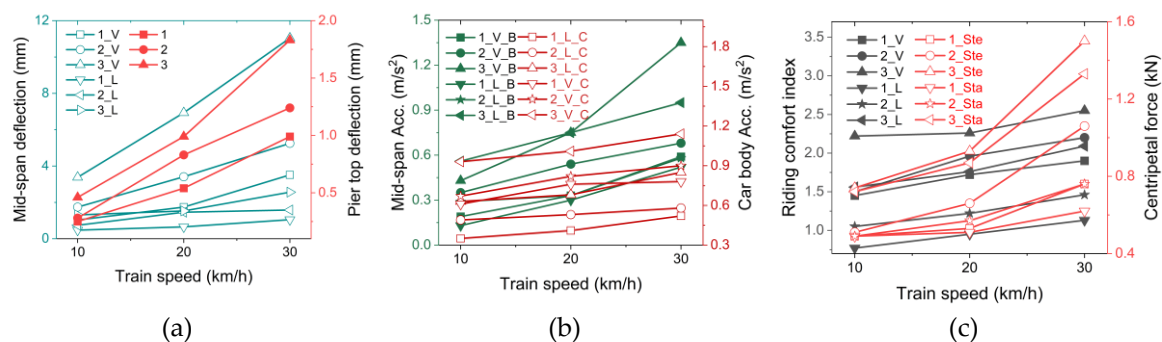 12
8
4
0
10
20
30
2.0
1.5
1.0
0.5
Mid-span deflection (mm)
Pier top deflection (mm)
Train speed (km/h)
1_V
2_V
3_V
1_L
2_L
3_L
1
2
3
(a)
1.5
1.2
0.9
0.6
0.3
0.0
10
20
30
1.8
1.5
1.2
0.9
0.6
0.3
Mid-span Acc. (m/s²)
Car body Acc. (m/s²)
Train speed (km/h)
1_V_B
2_V_B
3_V_B
1_L_B
2_L_B
3_L_B
1_L_C
2_L_C
3_L_C
1_V_C
2_V_C
3_V_C
(b)
3.5
3.0
2.5
2.0
1.5
1.0
10
20
30
1.6
1.2
0.8
0.4
Riding comfort index
Centripetal force (kN)
Train speed (km/h)
1_V
2_V
3_V
1_L
2_L
3_L
1_Ste
2_Ste
3_Ste
1_Sta
2_Sta
3_Sta
(c)